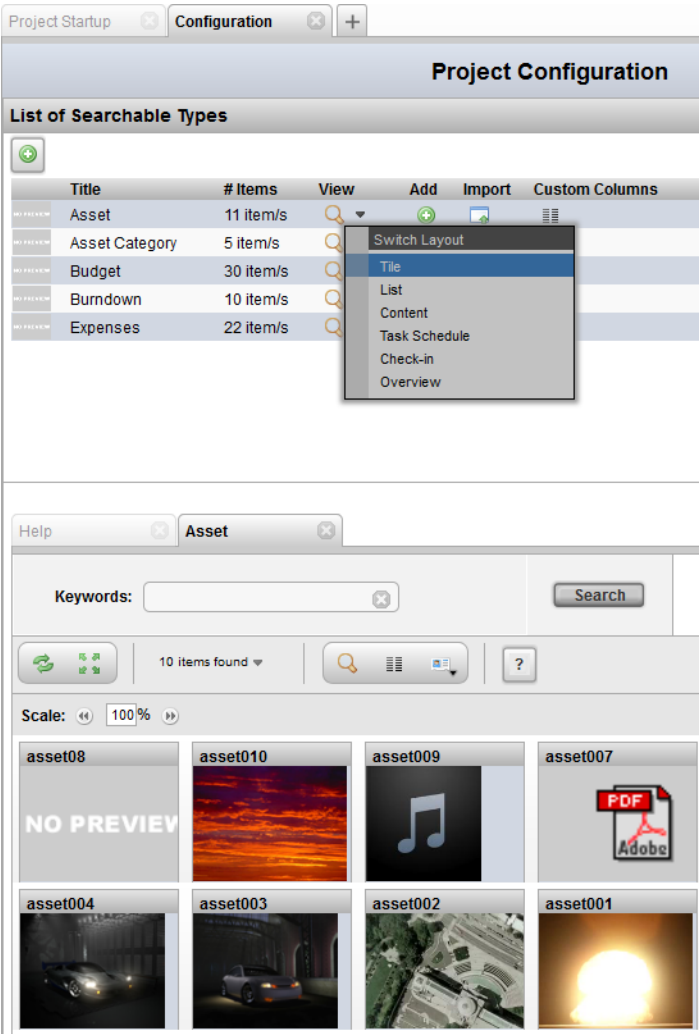 Project Startup Configuration
Project Configuration
List of Searchable Types
Title # Items View Add Import Custom Columns
Asset 11 item/s
Asset Category 5 item/s
Budget 30 item/s
Burndown 10 item/s
Expenses 22 item/s
Switch Layout
Tile
List
Content
Task Schedule
Check-in
Overview
Help Asset
Keywords: Search
10 items found ?
Scale: 100%
asset08 asset010 asset009 asset007
NO PREVIEW PDF Adobe
asset004 asset003 asset002 asset001